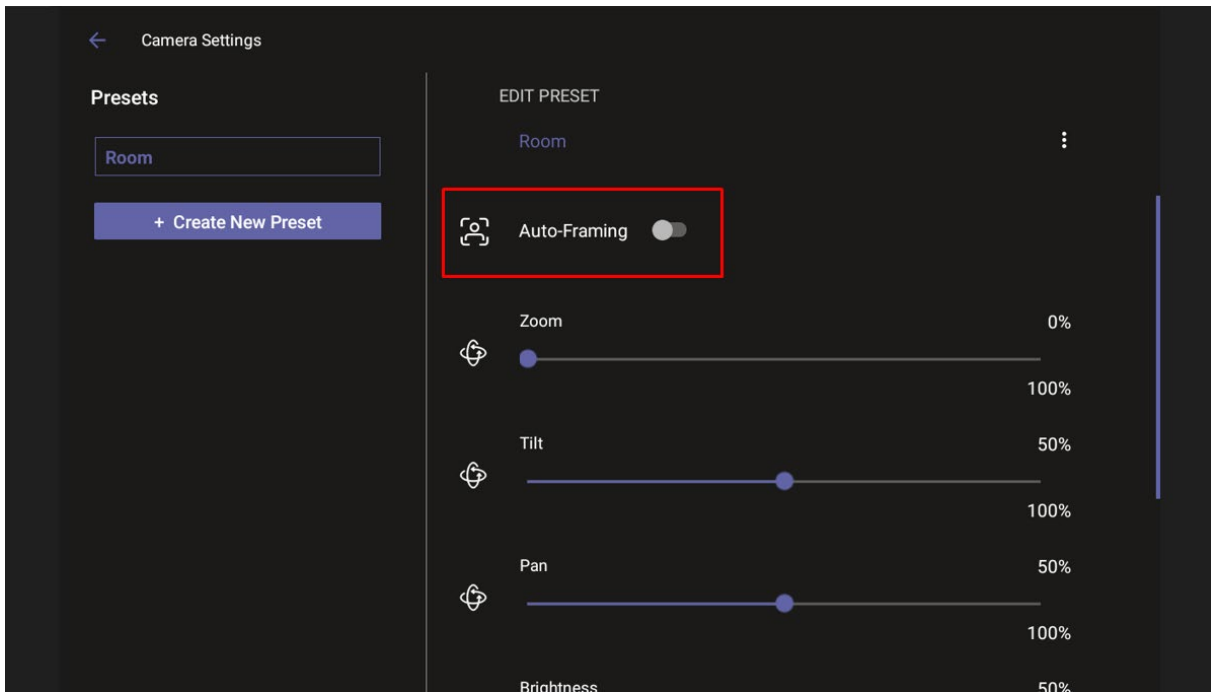 Camera Settings
Presets
Room
+ Create New Preset
EDIT PRESET
Room
Auto-Framing
Zoom 0%
100%
Tilt 50%
100%
Pan 50%
100%
Brightness 50%